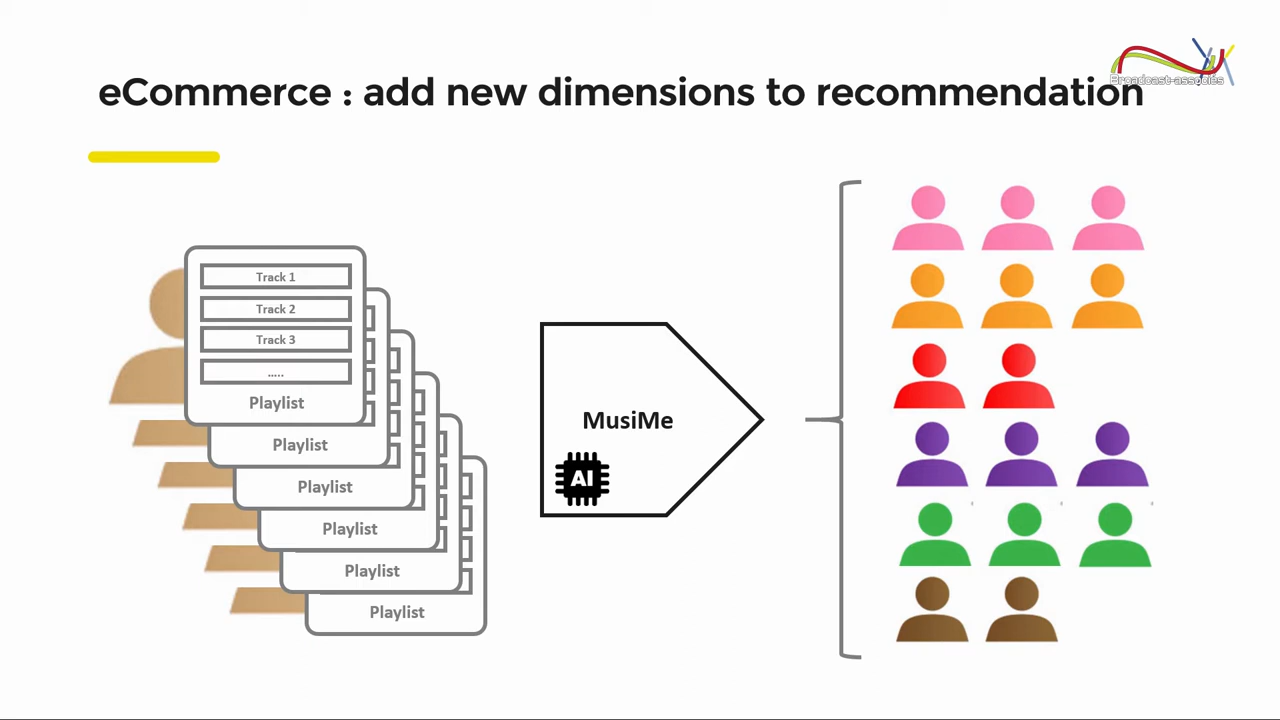 Broadcast-associés
eCommerce : add new dimensions to recommendation
Track 1
Track 2
Track 3
.....
Playlist
Playlist
Playlist
Playlist
Playlist
Playlist
MusiMe
AI